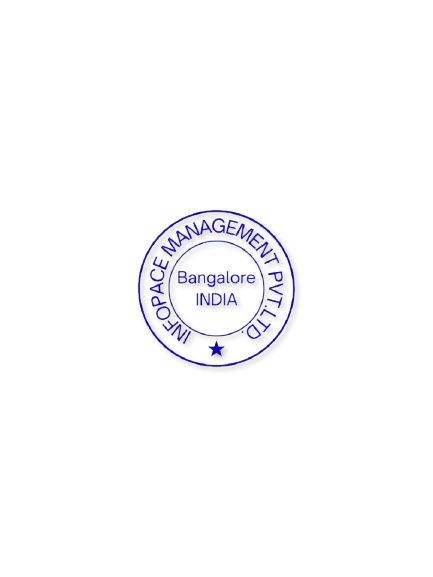 INFOPACE MANAGEMENT PVT.LTD.
Bangalore
INDIA